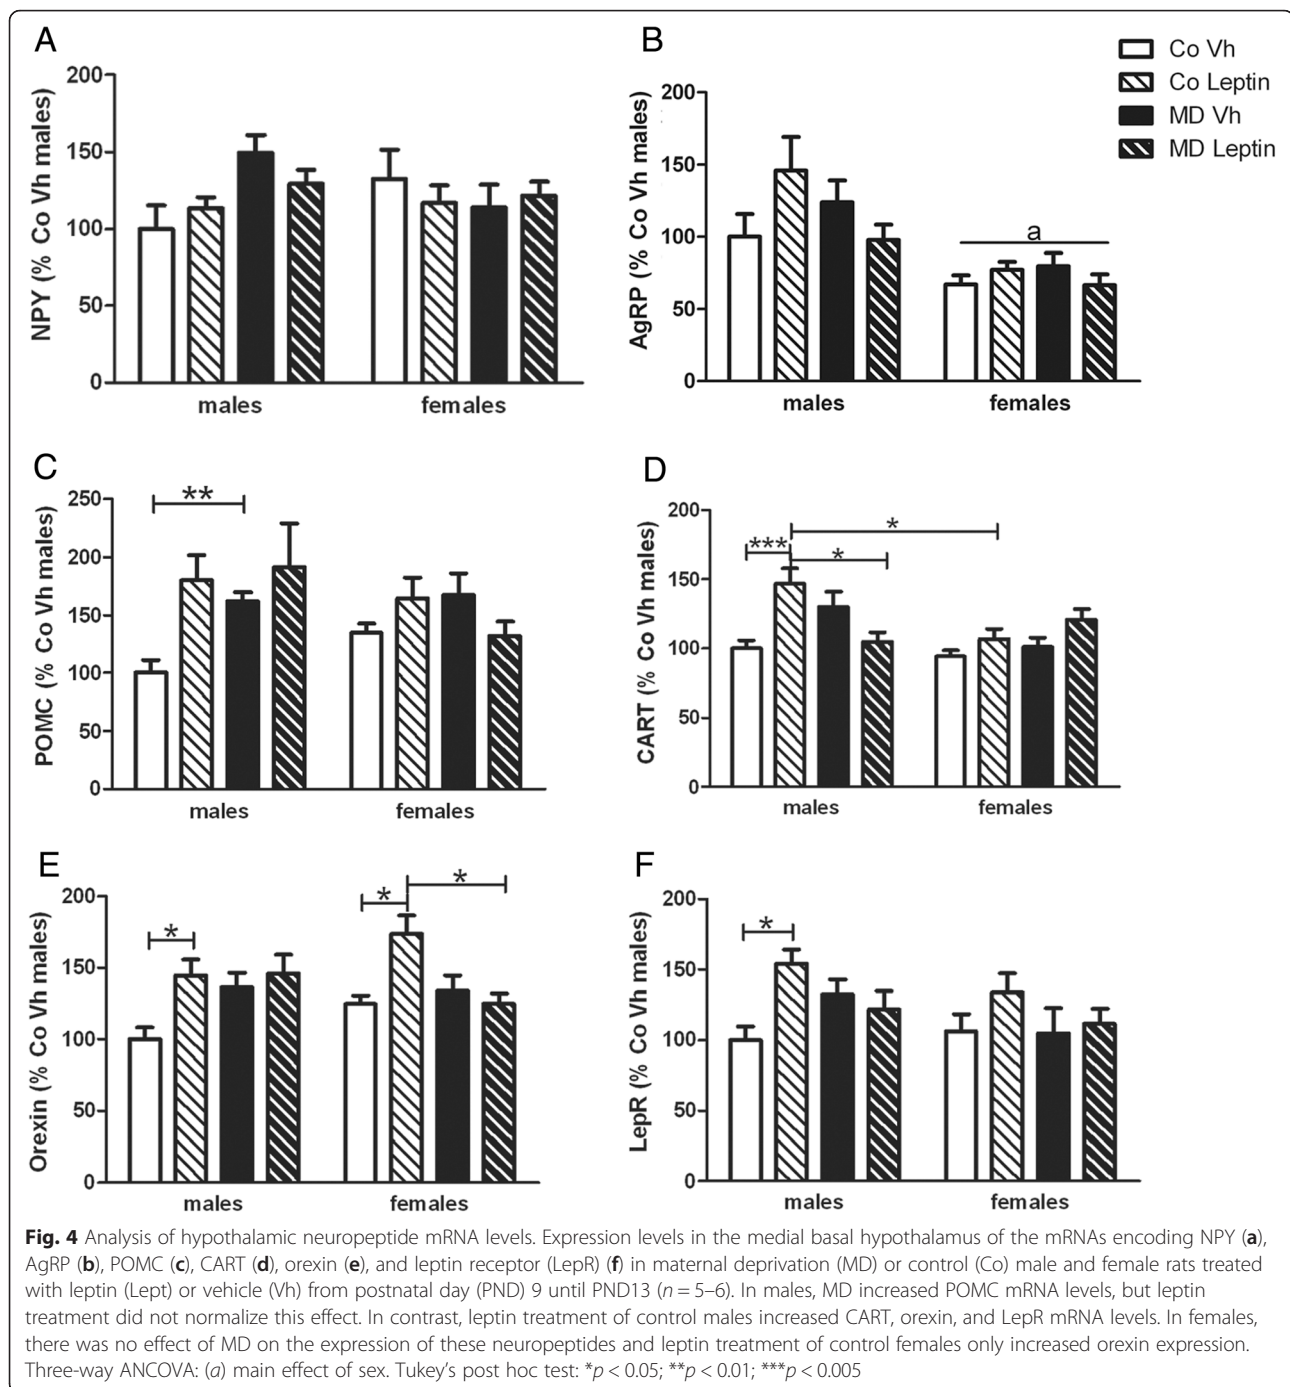 A
B
Co Vh
Co Leptin
MD Vh
MD Leptin
NPY (% Co Vh males)
200
150
100
50
0
males
females
AgRP (% Co Vh males)
200
150
100
50
0
a
males
females
C
POMC (% Co Vh males)
250
200
150
100
50
0
**
males
females
D
CART (% Co Vh males)
200
150
100
50
0
***
*
*
males
females
E
Orexin (% Co Vh males)
200
150
100
50
0
*
*
*
males
females
F
LepR (% Co Vh males)
200
150
100
50
0
*
males
females
Fig. 4 Analysis of hypothalamic neuropeptide mRNA levels. Expression levels in the medial basal hypothalamus of the mRNAs encoding NPY (a),
AgRP (b), POMC (c), CART (d), orexin (e), and leptin receptor (LepR) (f) in maternal deprivation (MD) or control (Co) male and female rats treated
with leptin (Lept) or vehicle (Vh) from postnatal day (PND) 9 until PND13 (n = 5–6). In males, MD increased POMC mRNA levels, but leptin
treatment did not normalize this effect. In contrast, leptin treatment of control males increased CART, orexin, and LepR mRNA levels. In females,
there was no effect of MD on the expression of these neuropeptides and leptin treatment of control females only increased orexin expression.
Three-way ANCOVA: (a) main effect of sex. Tukey's post hoc test: *p < 0.05; **p < 0.01; ***p < 0.005